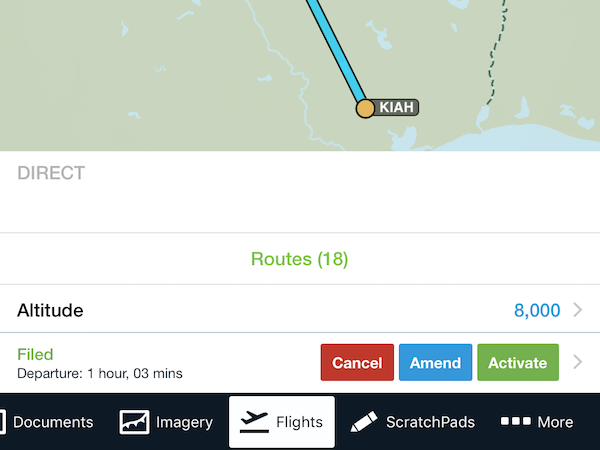 KIAH
DIRECT
Routes (18)
Altitude 8,000
Filed
Departure: 1 hour, 03 mins
Cancel Amend Activate
Documents Imagery Flights ScratchPads More